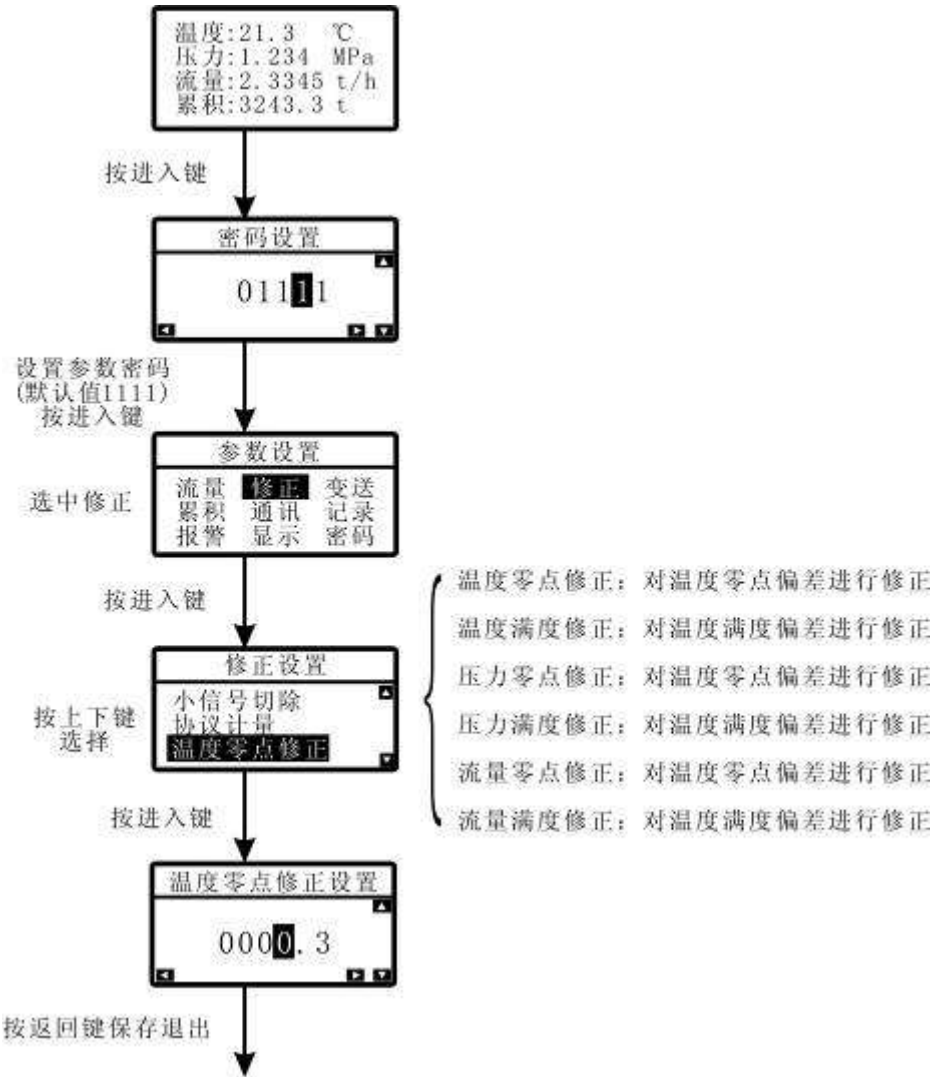 温度:21.3 ℃
压力:1.234 MPa
流量:2.3345 t/h
累积:3243.3 t
按进入键
密码设置
01111
设置参数密码
(默认值1111)
按进入键
参数设置
流量 修正 变送
累积 通讯 记录
报警 显示 密码
选中修正
按进入键
修正设置
小信号切除
协议计量
温度零点修正
按上下键
选择
温度零点修正：对温度零点偏差进行修正
温度满度修正：对温度满度偏差进行修正
压力零点修正：对温度零点偏差进行修正
压力满度修正：对温度满度偏差进行修正
流量零点修正：对温度零点偏差进行修正
流量满度修正：对温度满度偏差进行修正
按进入键
温度零点修正设置
0000.3
按返回键保存退出